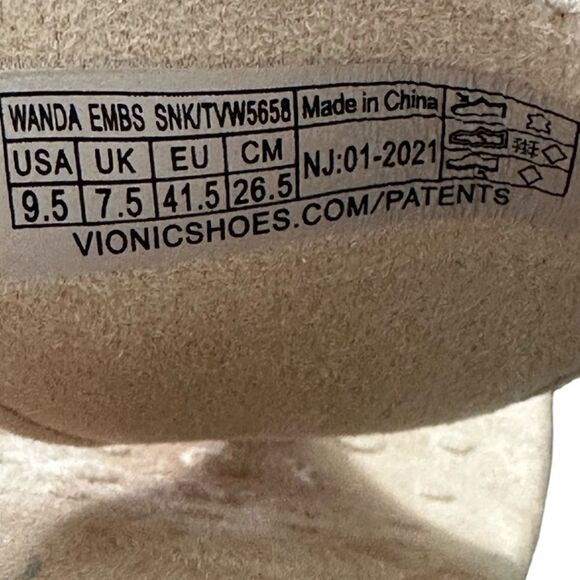 WANDA EMBS SNK/TVW5658 Made in China
USA UK EU CM NJ:01-2021
9.5 7.5 41.5 26.5
VIONICSHOES.COM/PATENTS